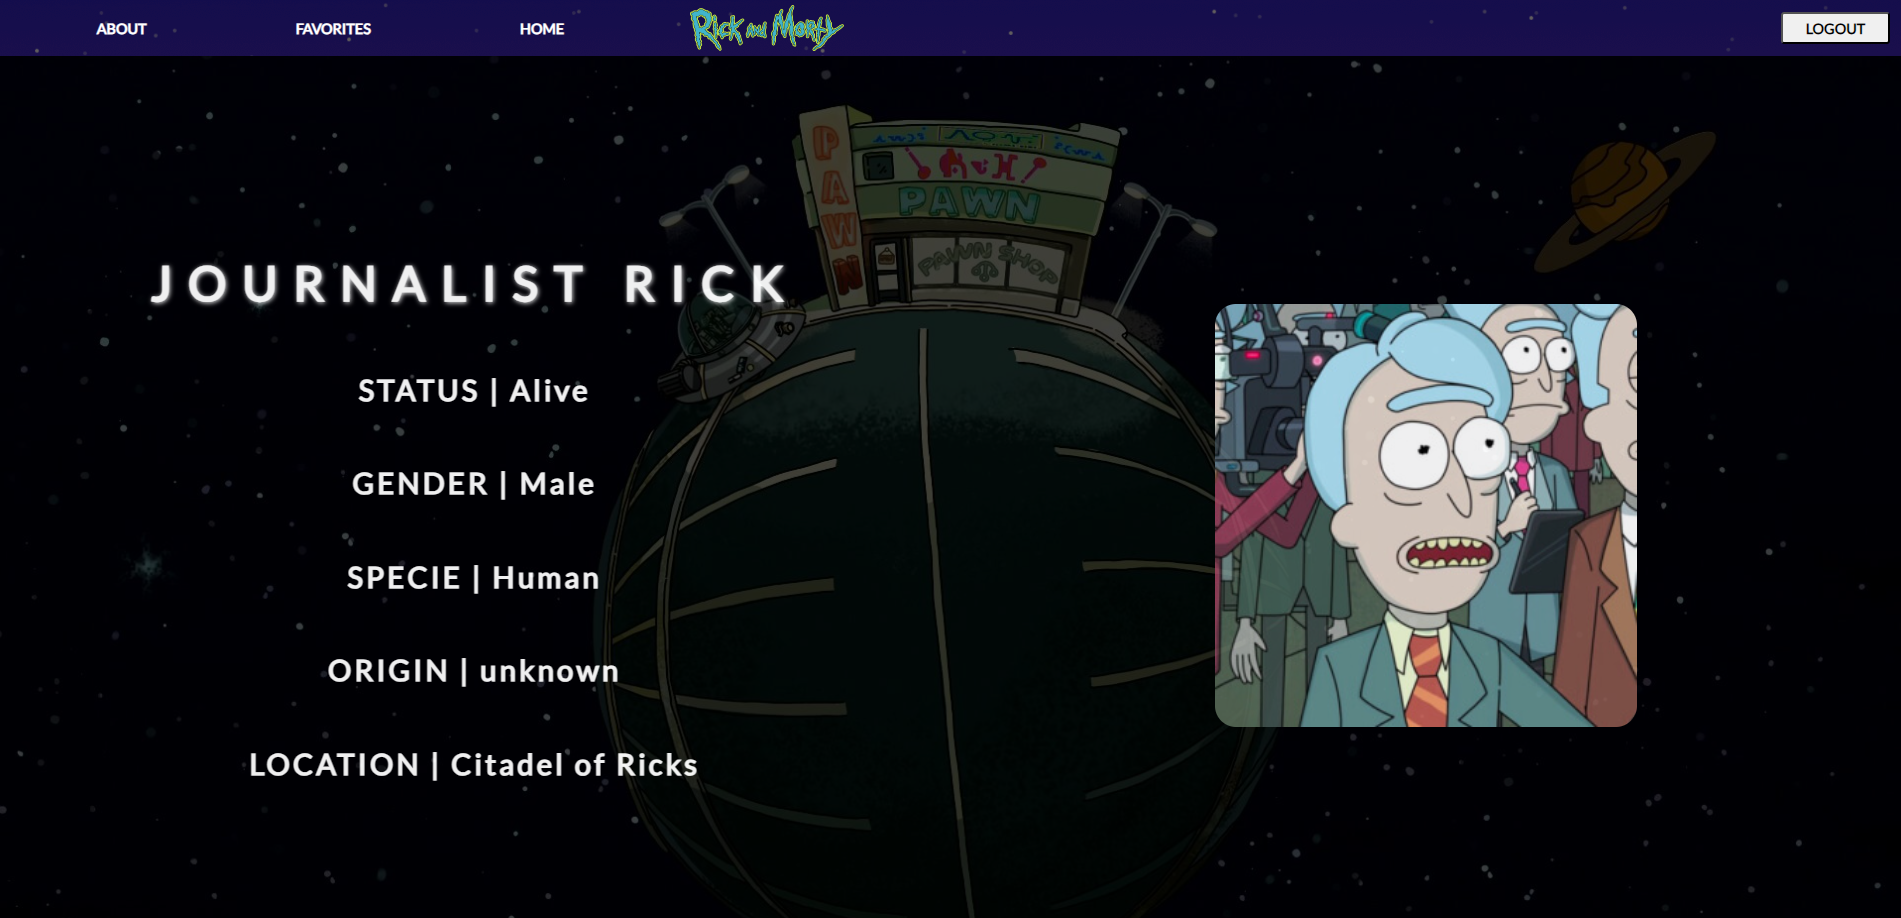 ABOUT
FAVORITES
HOME
Rick and Morty
LOGOUT
PAWN
PAWN
PAWN SHOP
JOURNALIST RICK
STATUS | Alive
GENDER | Male
SPECIE | Human
ORIGIN | unknown
LOCATION | Citadel of Ricks